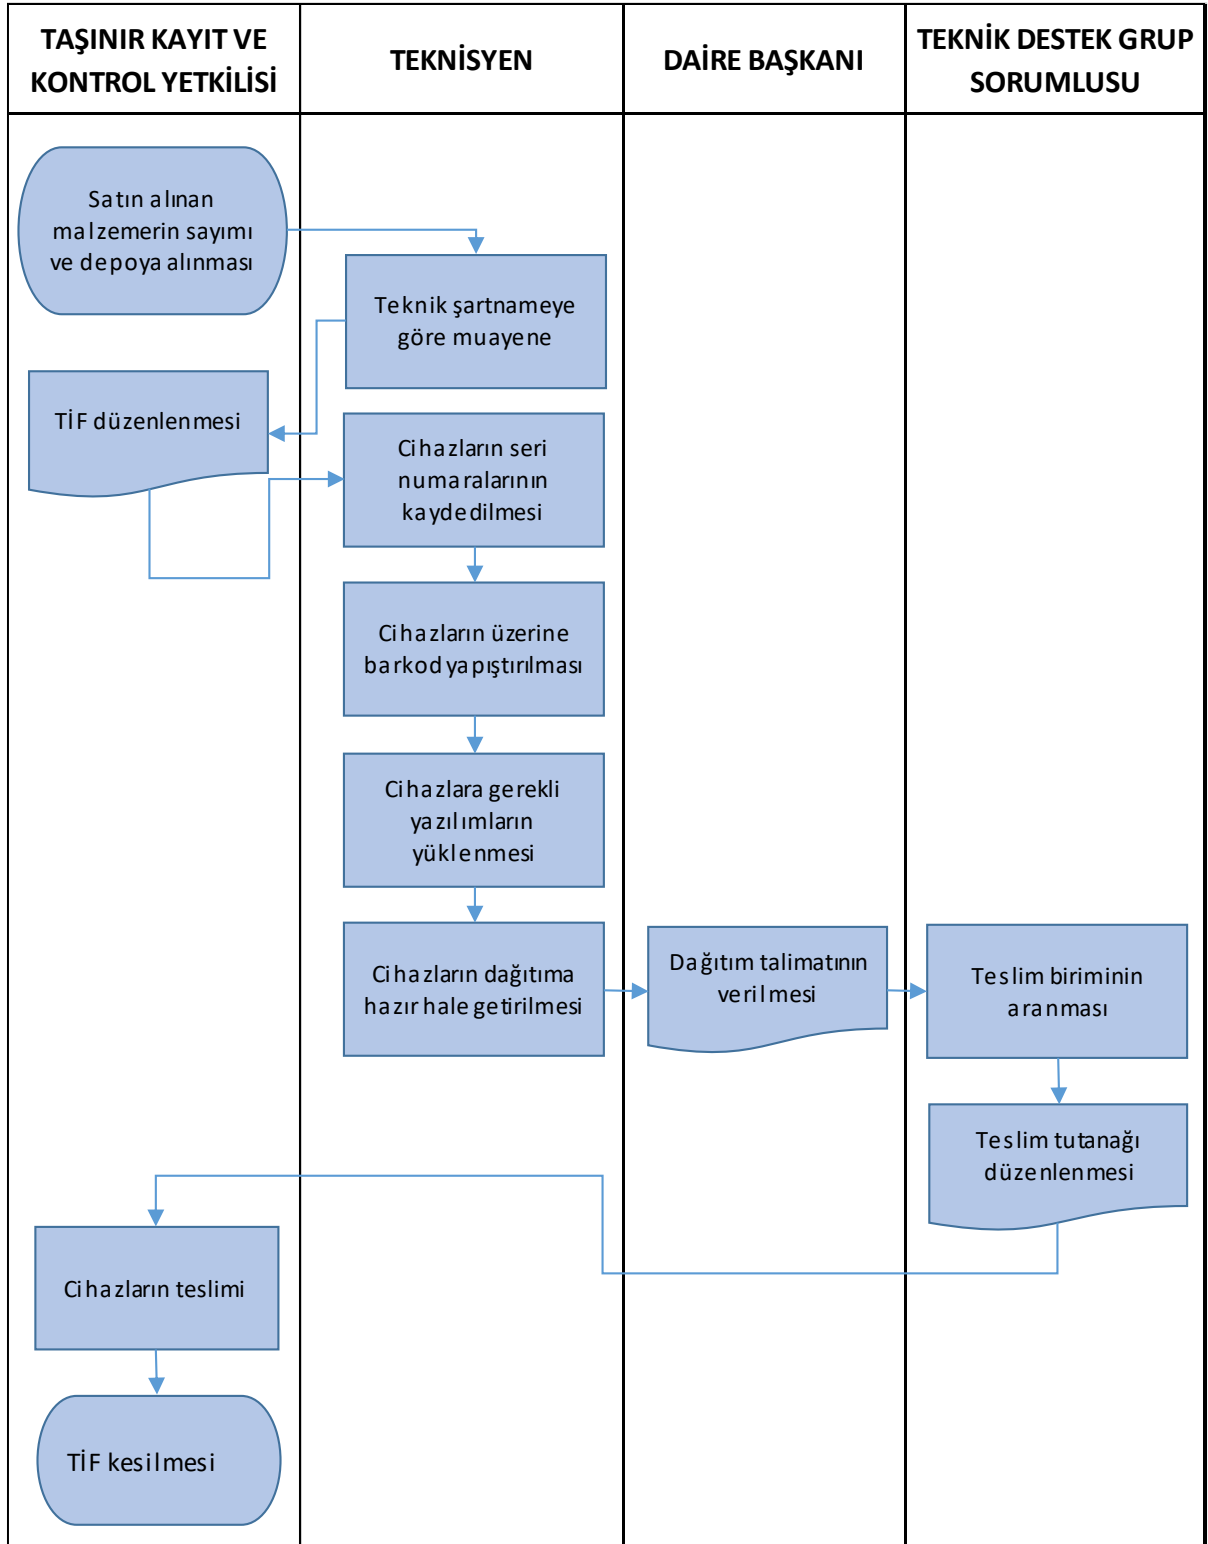 TAŞINIR KAYIT VE
KONTROL YETKİLİSİ
TEKNİSYEN
DAİRE BAŞKANI
TEKNİK DESTEK GRUP
SORUMLUSU
Satın alınan
malzemerin sayımı
ve depoya alınması
Teknik şartnameye
göre muayene
TİF düzenlenmesi
Cihazların seri
numaralarının
kaydedilmesi
Cihazların üzerine
barkod yapıştırılması
Cihazlara gerekli
yazılımların
yüklenmesi
Cihazların dağıtıma
hazır hale getirilmesi
Dağıtım talimatının
verilmesi
Teslim biriminin
aranması
Teslim tutanağı
düzenlenmesi
Cihazların teslimi
TİF kesilmesi